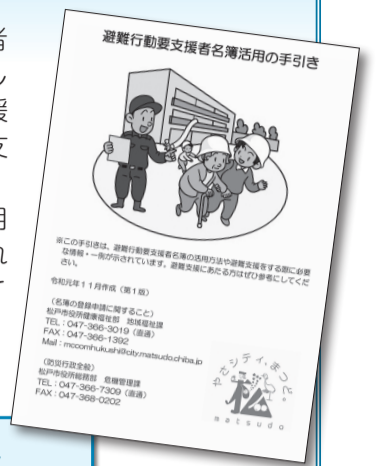 者
援
避難行動要支援者名簿活用の手引き
※この手引きは、避難行動要支援者名簿の活用方法や避難支援をする際に必要
な情報・一例が示されています。避難支援にあたる方はぜひ参考にしてくだ
さい。
令和元年11月作成（第1版）
（名簿の登録申請に関すること）
松戸市役所健康福祉部　地域福祉課
TEL：047-366-3019（直通）
FAX：047-366-1392
Mail：mccomhukushi@city.matsudo.chiba.jp
（防災行政全般）
松戸市役所総務部　危機管理課
TEL：047-366-7309（直通）
FAX：047-368-0202
やさシティ、まつど。
matsudo